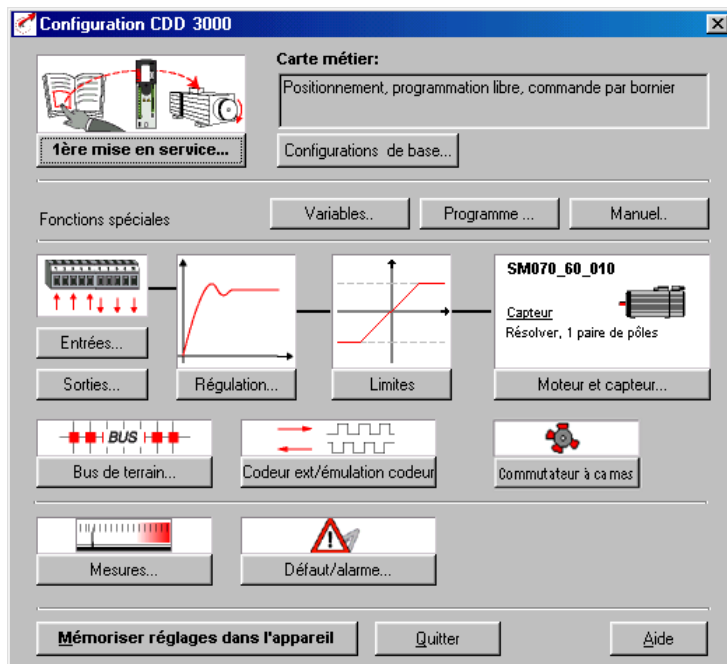 Configuration CDD 3000
Carte métier:
Positionnement, programmation libre, commande par bornier
1ère mise en service...
Configurations de base...
Fonctions spéciales
Variables..
Programme ...
Manuel..
SM070_60_010
Capteur
Résolver, 1 paire de pôles
Entrées...
Sorties...
Régulation...
Limites
Moteur et capteur...
BUS
Bus de terrain...
Codeur ext/émulation codeur
Commutateur à cames
Mesures...
Défaut/alarme...
Mémoriser réglages dans l'appareil
Quitter
Aide